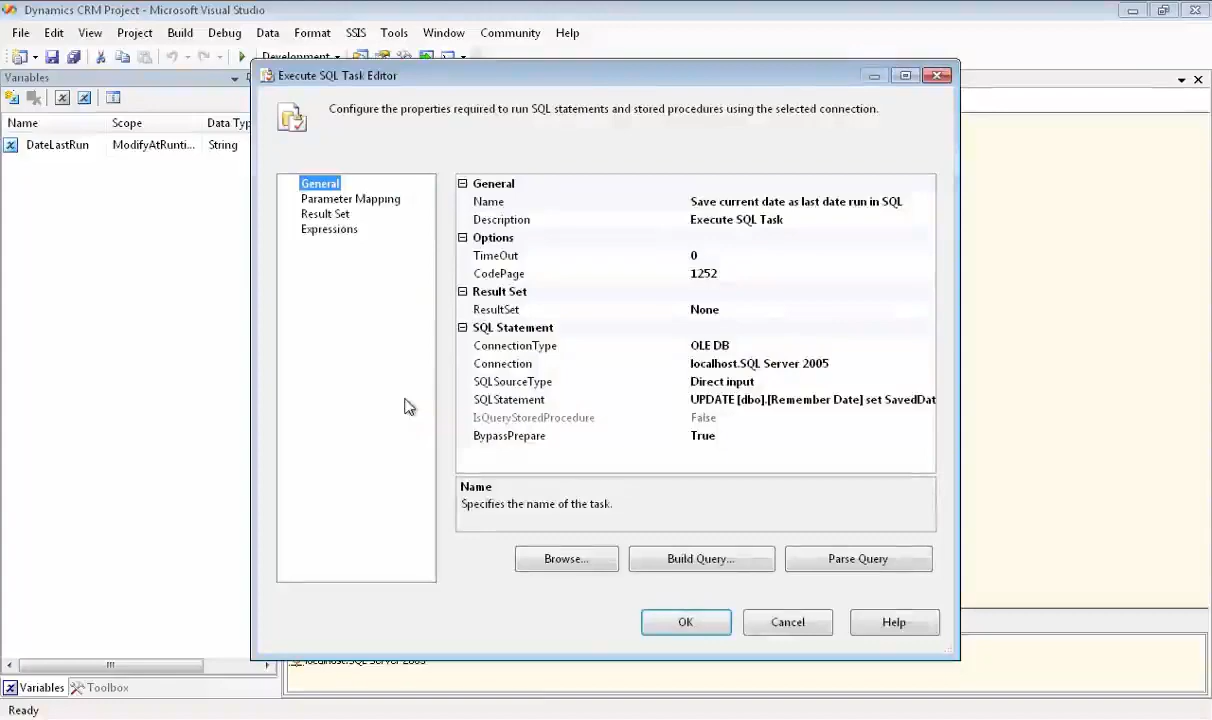 Dynamics CRM Project - Microsoft Visual Studio
File Edit View Project Build Debug Data Format SSIS Tools Window Community Help
Development
Variables
Name Scope Data Typ
DateLastRun ModifyAtRunti... String
Execute SQL Task Editor
Configure the properties required to run SQL statements and stored procedures using the selected connection.
General
Parameter Mapping
Result Set
Expressions
General
Name Save current date as last date run in SQL
Description Execute SQL Task
Options
TimeOut 0
CodePage 1252
Result Set
ResultSet None
SQL Statement
ConnectionType OLE DB
Connection localhost.SQL Server 2005
SQLSourceType Direct input
SQLStatement UPDATE [dbo].[Remember Date] set SavedDat
IsQueryStoredProcedure False
BypassPrepare True
Name
Specifies the name of the task.
Browse... Build Query... Parse Query
OK Cancel Help
localhost.SQL Server 2005
Variables Toolbox
Ready